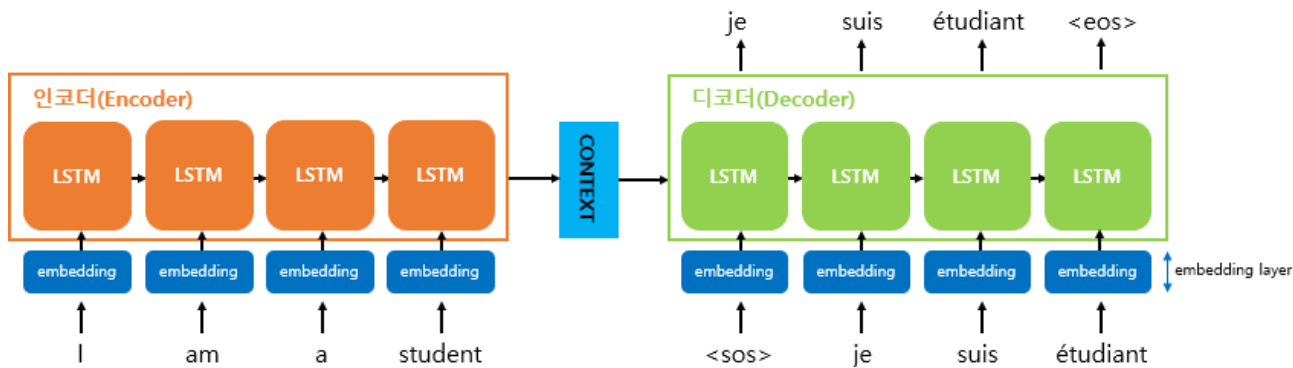 je suis étudiant <eos>
인코더(Encoder)
디코더(Decoder)
LSTM LSTM LSTM LSTM
CONTEXT
LSTM LSTM LSTM LSTM
embedding embedding embedding embedding
embedding embedding embedding embedding
embedding layer
I am a student
<sos> je suis étudiant